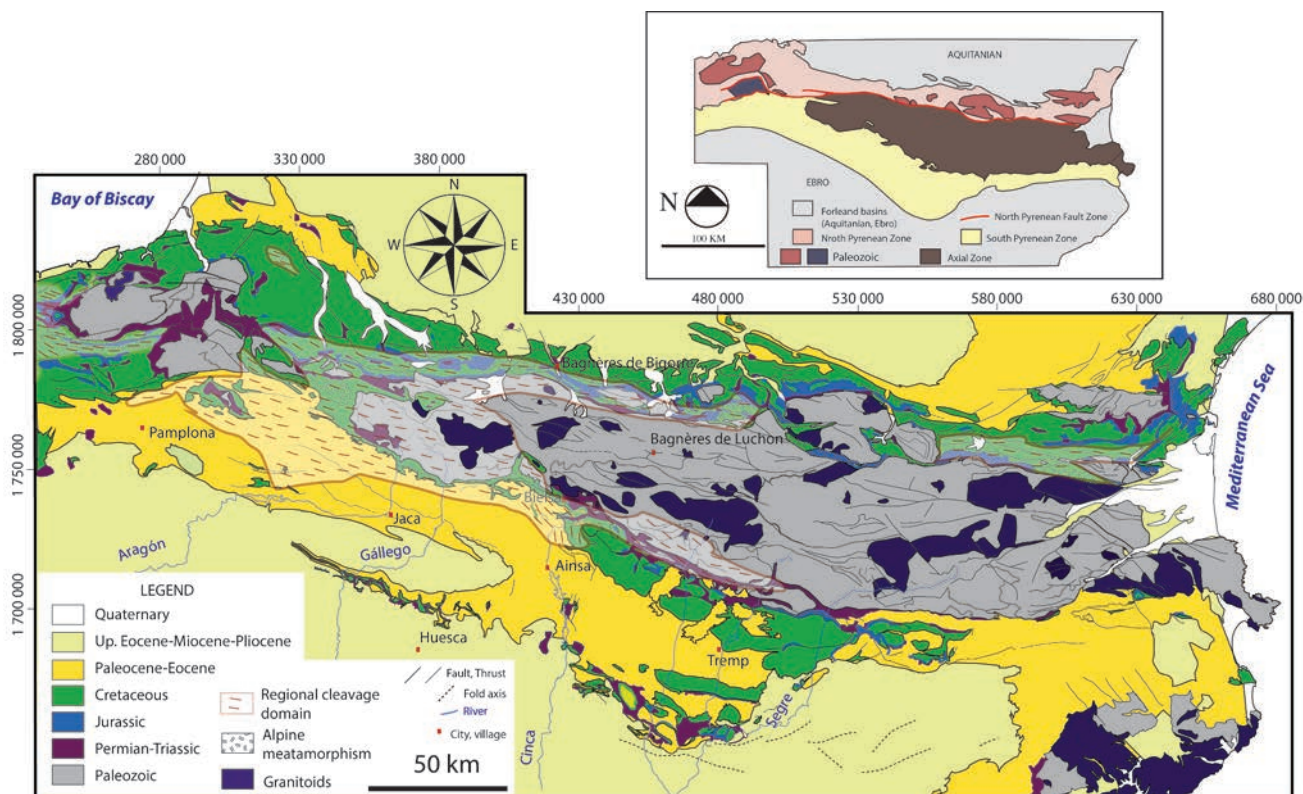 AQUITANIAN
EBRO
N
100 KM
Forleand basins
(Aquitanian, Ebro)
North Pyrenean Fault Zone
Nroth Pyrenean Zone
South Pyrenean Zone
Paleozoic
Axial Zone
280 000
330 000
380 000
430 000
480 000
530 000
580 000
630 000
680 000
1 800 000
1 750 000
1 700 000
Bay of Biscay
N
W
E
S
Bagnères de Bigorre
Bagnères de Luchon
Mediterranean Sea
Pamplona
Bielsa
Jaca
Aragón
Gállego
Ainsa
Huesca
Tremp
Segre
Cinca
LEGEND
Quaternary
Up. Eocene-Miocene-Pliocene
Paleocene-Eocene
Cretaceous
Jurassic
Permian-Triassic
Paleozoic
Regional cleavage
domain
Alpine
meatamorphism
Granitoids
Fault, Thrust
Fold axis
River
City, village
50 km